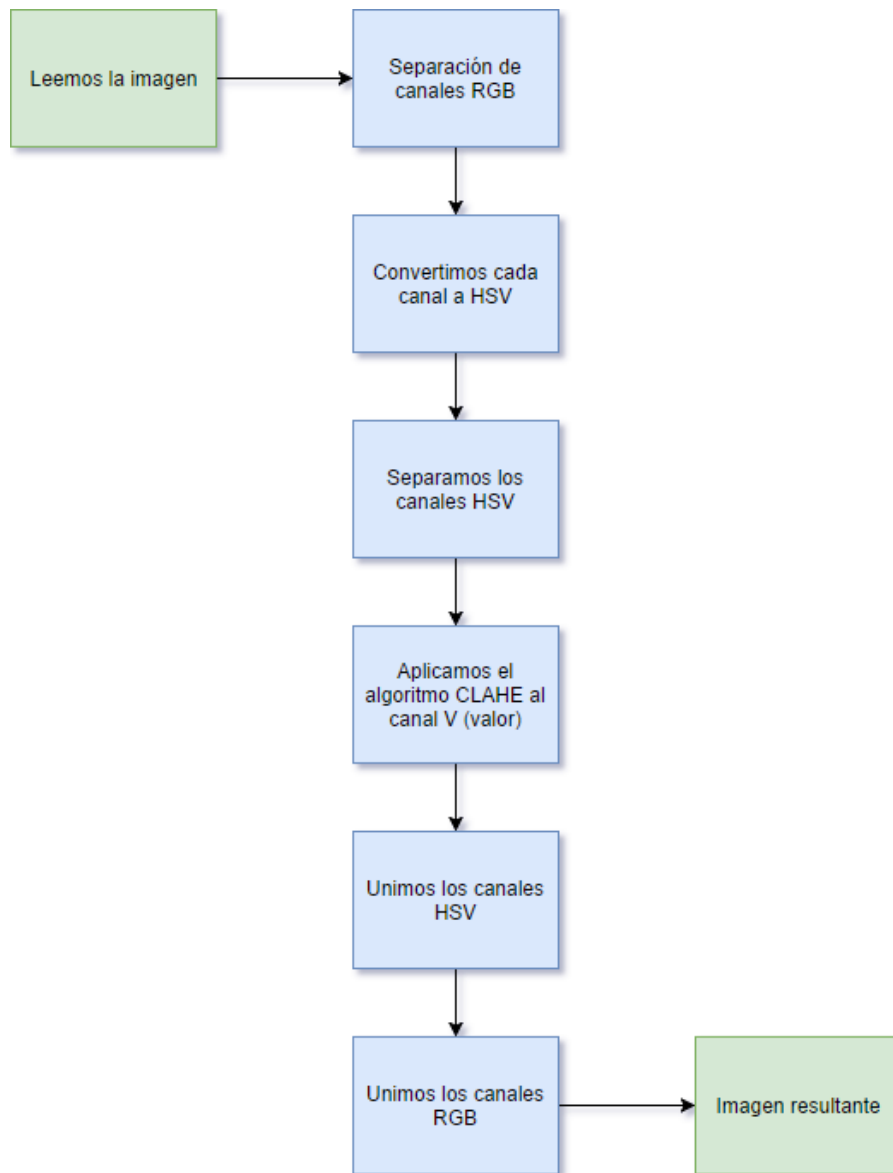 Leemos la imagen
Separación de
canales RGB
Convertimos cada
canal a HSV
Separamos los
canales HSV
Aplicamos el
algoritmo CLAHE al
canal V (valor)
Unimos los canales
HSV
Unimos los canales
RGB
Imagen resultante